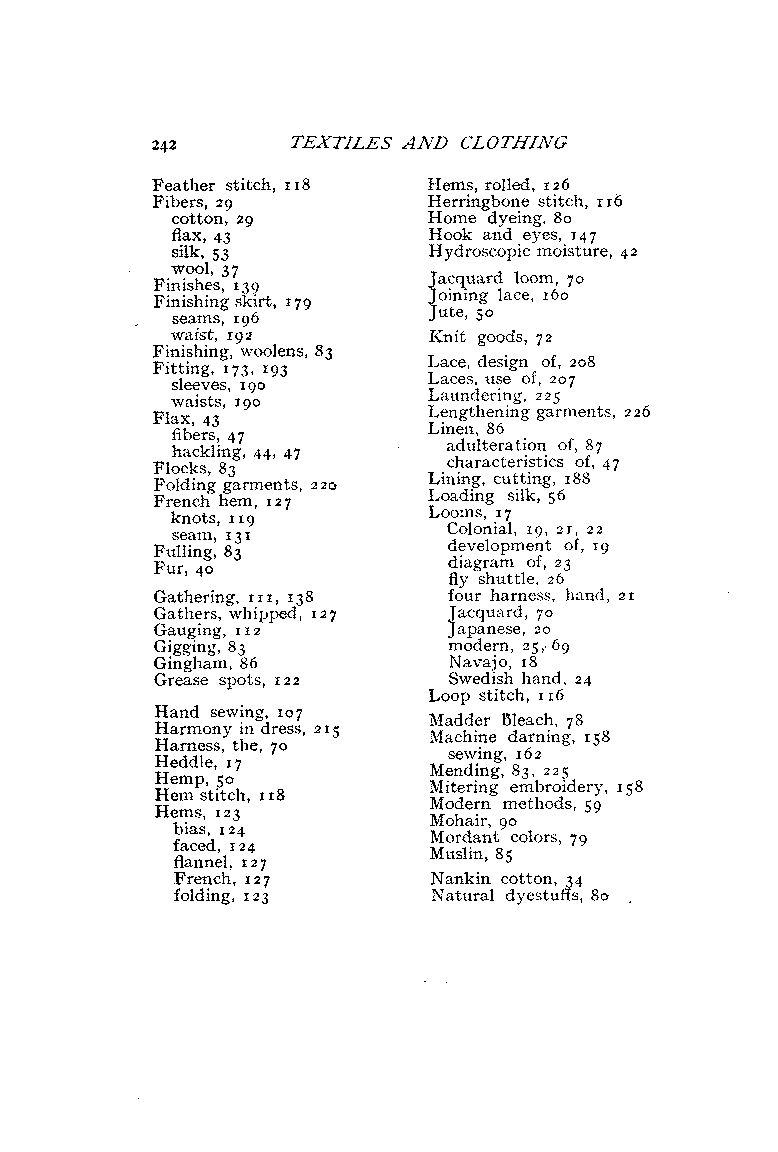 242 TEXTILES AND CLOTHING
Feather stitch, 118
Fibers, 29
cotton, 29
flax, 43
silk, 53
wool, 37
Finishes, 139
Finishing skirt, 179
seams, 196
waist, 192
Finishing, woolens, 83
Fitting, 173, 193
sleeves, 190
waists, 190
Flax, 43
fibers, 47
hackling, 44, 47
Flocks, 83
Folding garments, 220
French hem, 127
knots, 119
seam, 131
Fulling, 83
Fur, 40
Gathering, 111, 138
Gathers, whipped, 127
Gauging, 112
Gigging, 83
Gingham, 86
Grease spots, 122
Hand sewing, 107
Harmony in dress, 215
Harness, the, 70
Heddle, 17
Hemp, 50
Hem stitch, 118
Hems, 123
bias, 124
faced, 124
flannel, 127
French, 127
folding, 123
Hems, rolled, 126
Herringbone stitch, 116
Home dyeing, 80
Hook and eyes, 147
Hydroscopic moisture, 42
Jacquard loom, 70
Joining lace, 160
Jute, 50
Knit goods, 72
Lace, design of, 208
Laces, use of, 207
Laundering, 225
Lengthening garments, 226
Linen, 86
adulteration of, 87
characteristics of, 47
Lining, cutting, 188
Loading silk, 56
Looms, 17
Colonial, 19, 21, 22
development of, 19
diagram of, 23
fly shuttle, 26
four harness, hand, 21
Jacquard, 70
Japanese, 20
modern, 25, 69
Navajo, 18
Swedish hand, 24
Loop stitch, 116
Madder Bleach, 78
Machine darning, 158
sewing, 162
Mending, 83, 225
Mitering embroidery, 158
Modern methods, 59
Mohair, 90
Mordant colors, 79
Muslin, 85
Nankin cotton, 34
Natural dyestuffs, 80